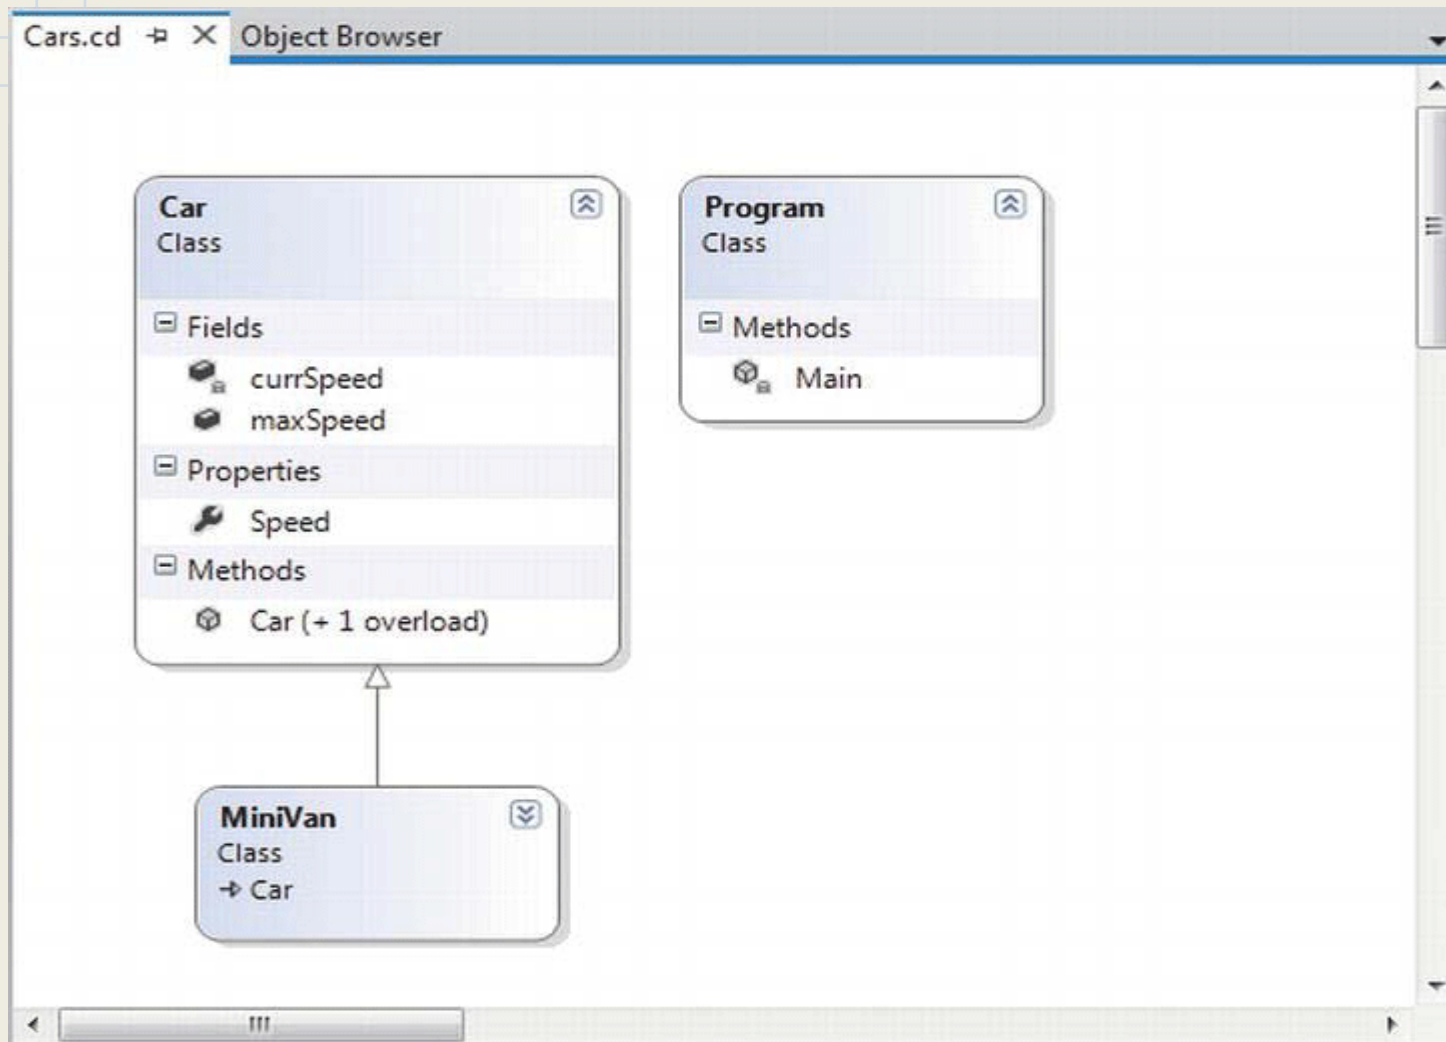 Cars.cd
Object Browser
Car
Class
Fields
currSpeed
maxSpeed
Properties
Speed
Methods
Car (+ 1 overload)
Program
Class
Methods
Main
MiniVan
Class
Car